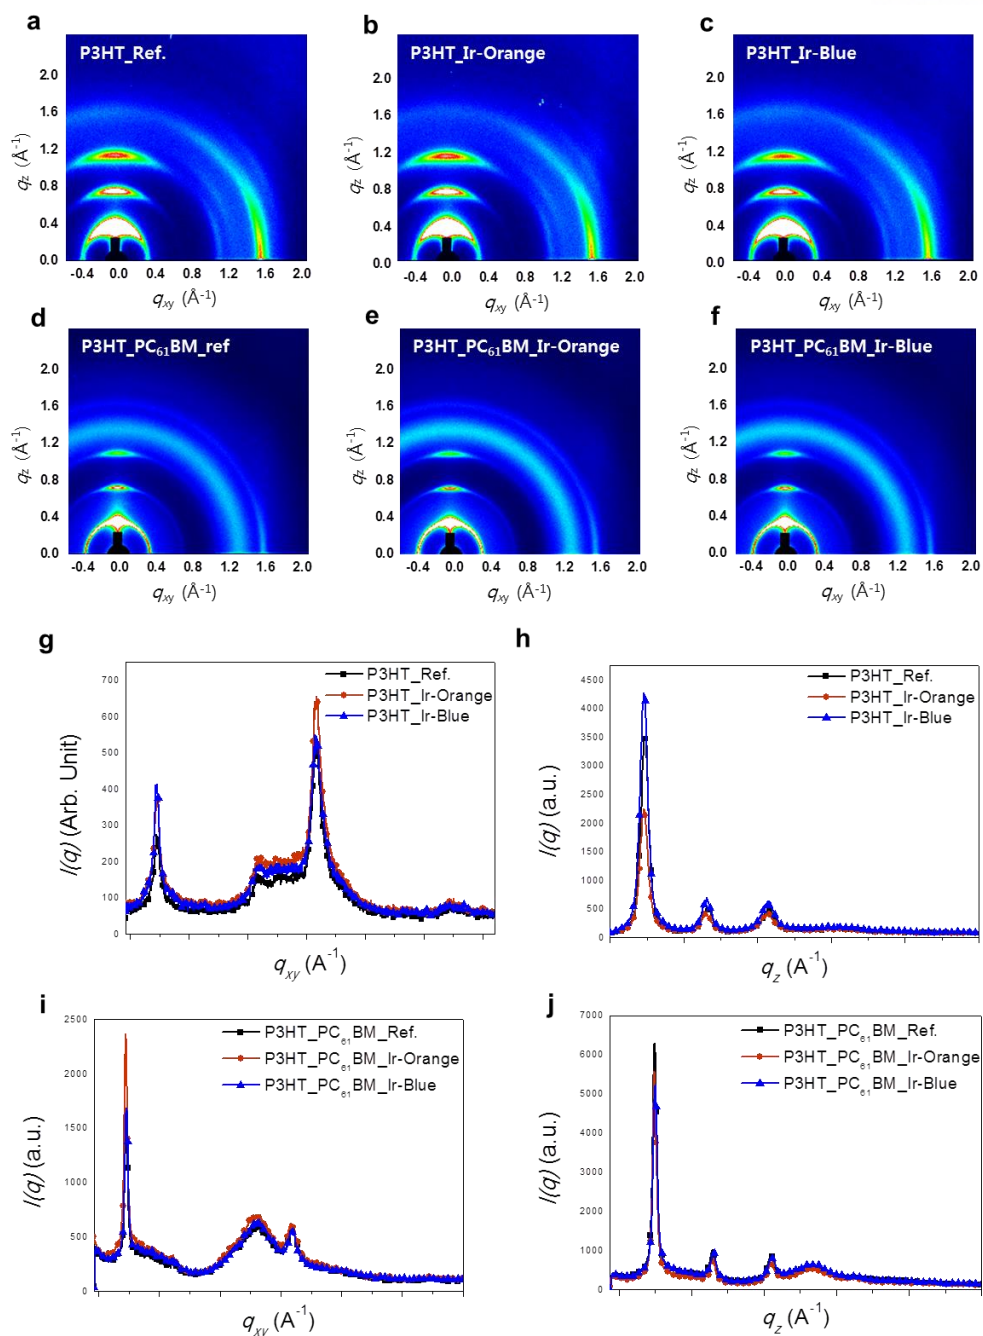 a
b
c
P3HT_Ref.
P3HT_Ir-Orange
P3HT_Ir-Blue
2.0
1.6
1.2
0.8
0.4
0.0
qz (Å-1)
-0.4 0.0 0.4 0.8 1.2 1.6 2.0
qxy (Å-1)
2.0
1.6
1.2
0.8
0.4
0.0
qz (Å-1)
-0.4 0.0 0.4 0.8 1.2 1.6 2.0
qxy (Å-1)
2.0
1.6
1.2
0.8
0.4
0.0
qz (Å-1)
-0.4 0.0 0.4 0.8 1.2 1.6 2.0
qxy (Å-1)
d
e
f
P3HT_PC61BM_ref
P3HT_PC61BM_Ir-Orange
P3HT_PC61BM_Ir-Blue
2.0
1.6
1.2
0.8
0.4
0.0
qz (Å-1)
-0.4 0.0 0.4 0.8 1.2 1.6 2.0
qxy (Å-1)
2.0
1.6
1.2
0.8
0.4
0.0
qz (Å-1)
-0.4 0.0 0.4 0.8 1.2 1.6 2.0
qxy (Å-1)
2.0
1.6
1.2
0.8
0.4
0.0
qz (Å-1)
-0.4 0.0 0.4 0.8 1.2 1.6 2.0
qxy (Å-1)
g
P3HT_Ref.
P3HT_Ir-Orange
P3HT_Ir-Blue
700
600
500
400
300
200
100
0
I(q) (Arb. Unit)
qxy (A-1)
h
P3HT_Ref.
P3HT_Ir-Orange
P3HT_Ir-Blue
4500
4000
3500
3000
2500
2000
1500
1000
500
0
I(q) (a.u.)
qz (A-1)
i
P3HT_PC61BM_Ref.
P3HT_PC61BM_Ir-Orange
P3HT_PC61BM_Ir-Blue
2500
2000
1500
1000
500
0
I(q) (a.u.)
qxy (A-1)
j
P3HT_PC61BM_Ref.
P3HT_PC61BM_Ir-Orange
P3HT_PC61BM_Ir-Blue
7000
6000
5000
4000
3000
2000
1000
0
I(q) (a.u.)
qz (A-1)